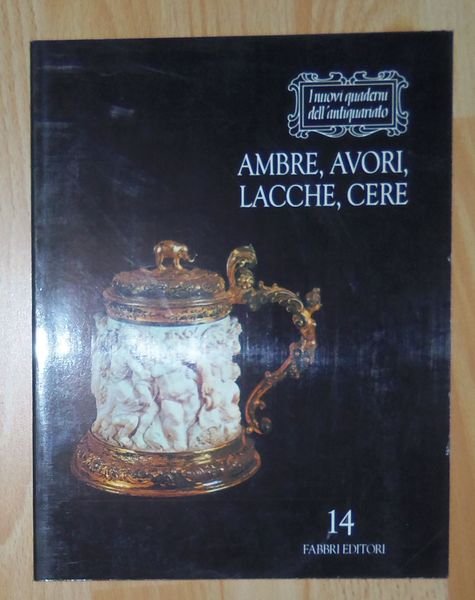 I nuovi quaderni
dell'antiquariato
AMBRE, AVORI,
LACCHE, CERE
14
FABBRI EDITORI